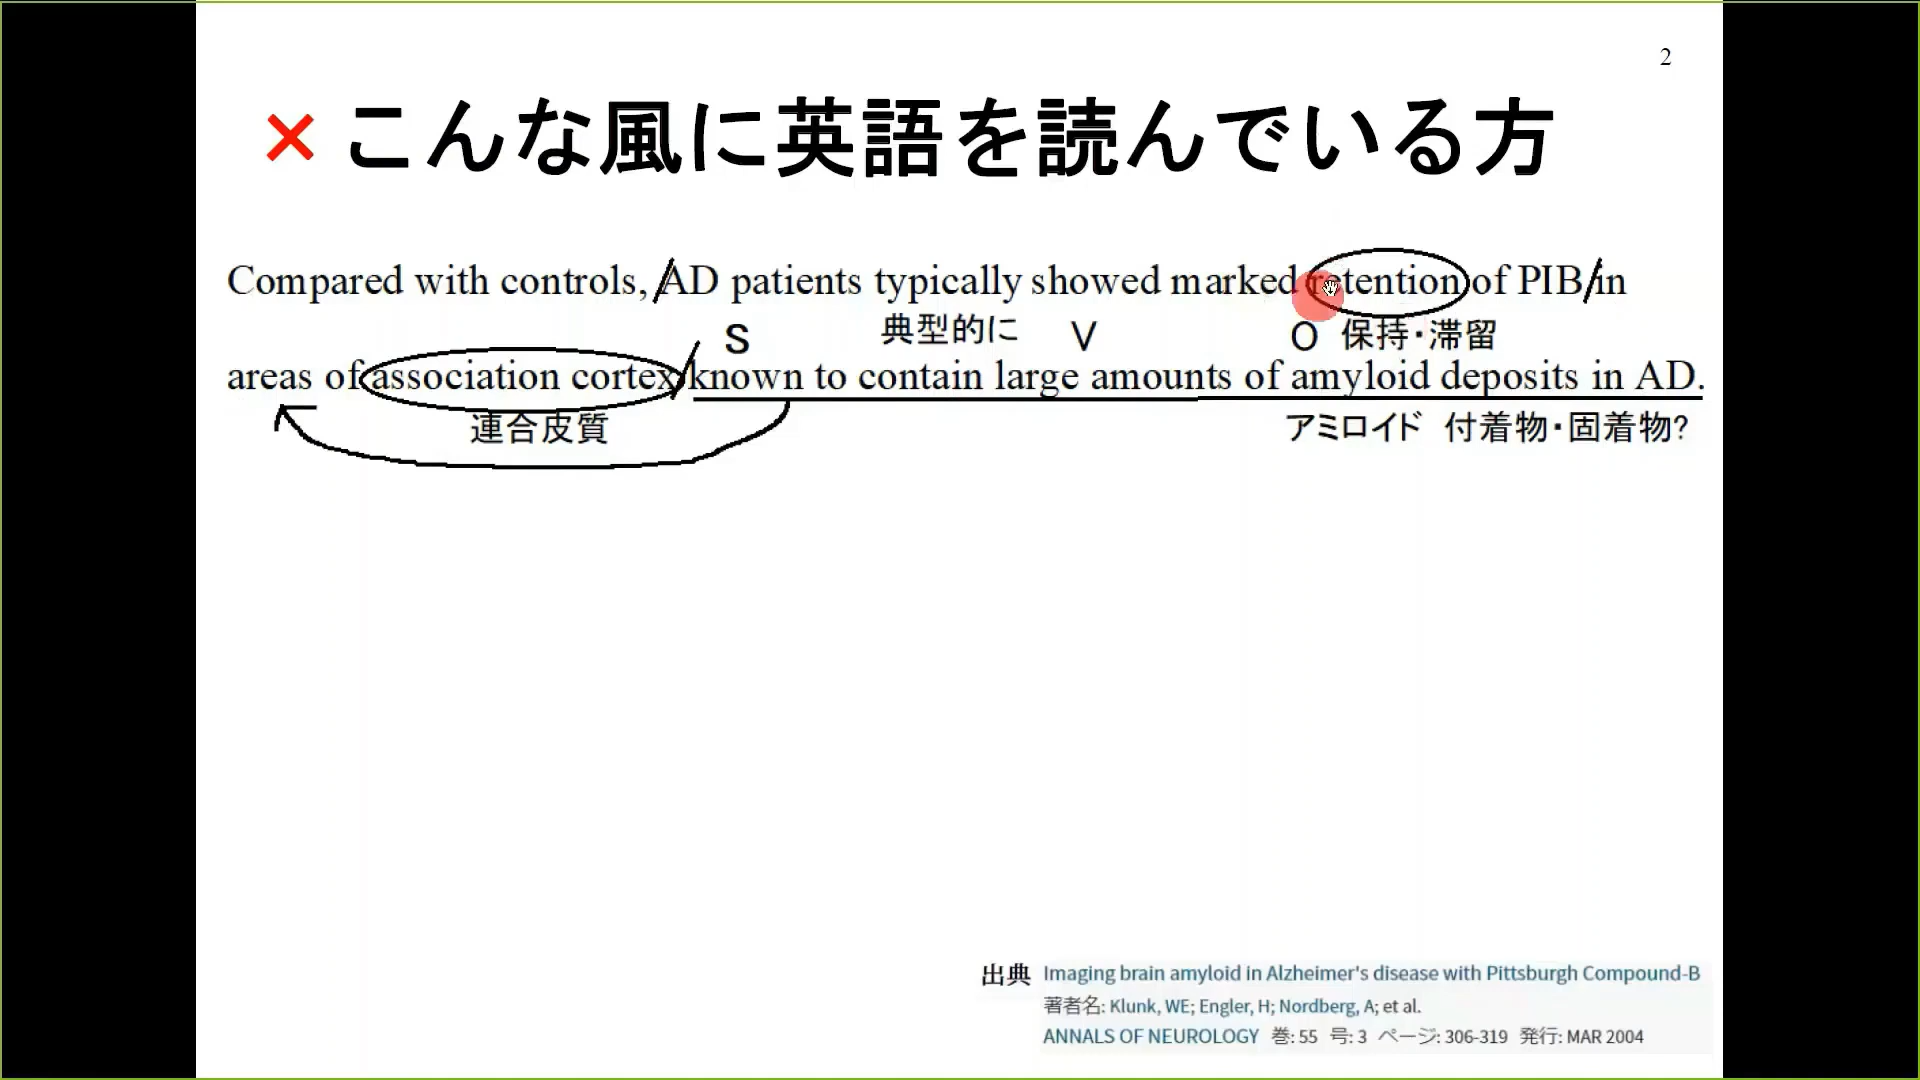 2
× こんな風に英語を読んでいる方
Compared with controls, / AD patients typically showed marked retention of PIB / in
S 典型的に V O 保持・滞留
areas of association cortex / known to contain large amounts of amyloid deposits in AD.
連合皮質 アミロイド 付着物・固着物?
出典 Imaging brain amyloid in Alzheimer's disease with Pittsburgh Compound-B
著者名: Klunk, WE; Engler, H; Nordberg, A; et al.
ANNALS OF NEUROLOGY 巻: 55 号: 3 ページ: 306-319 発行: MAR 2004